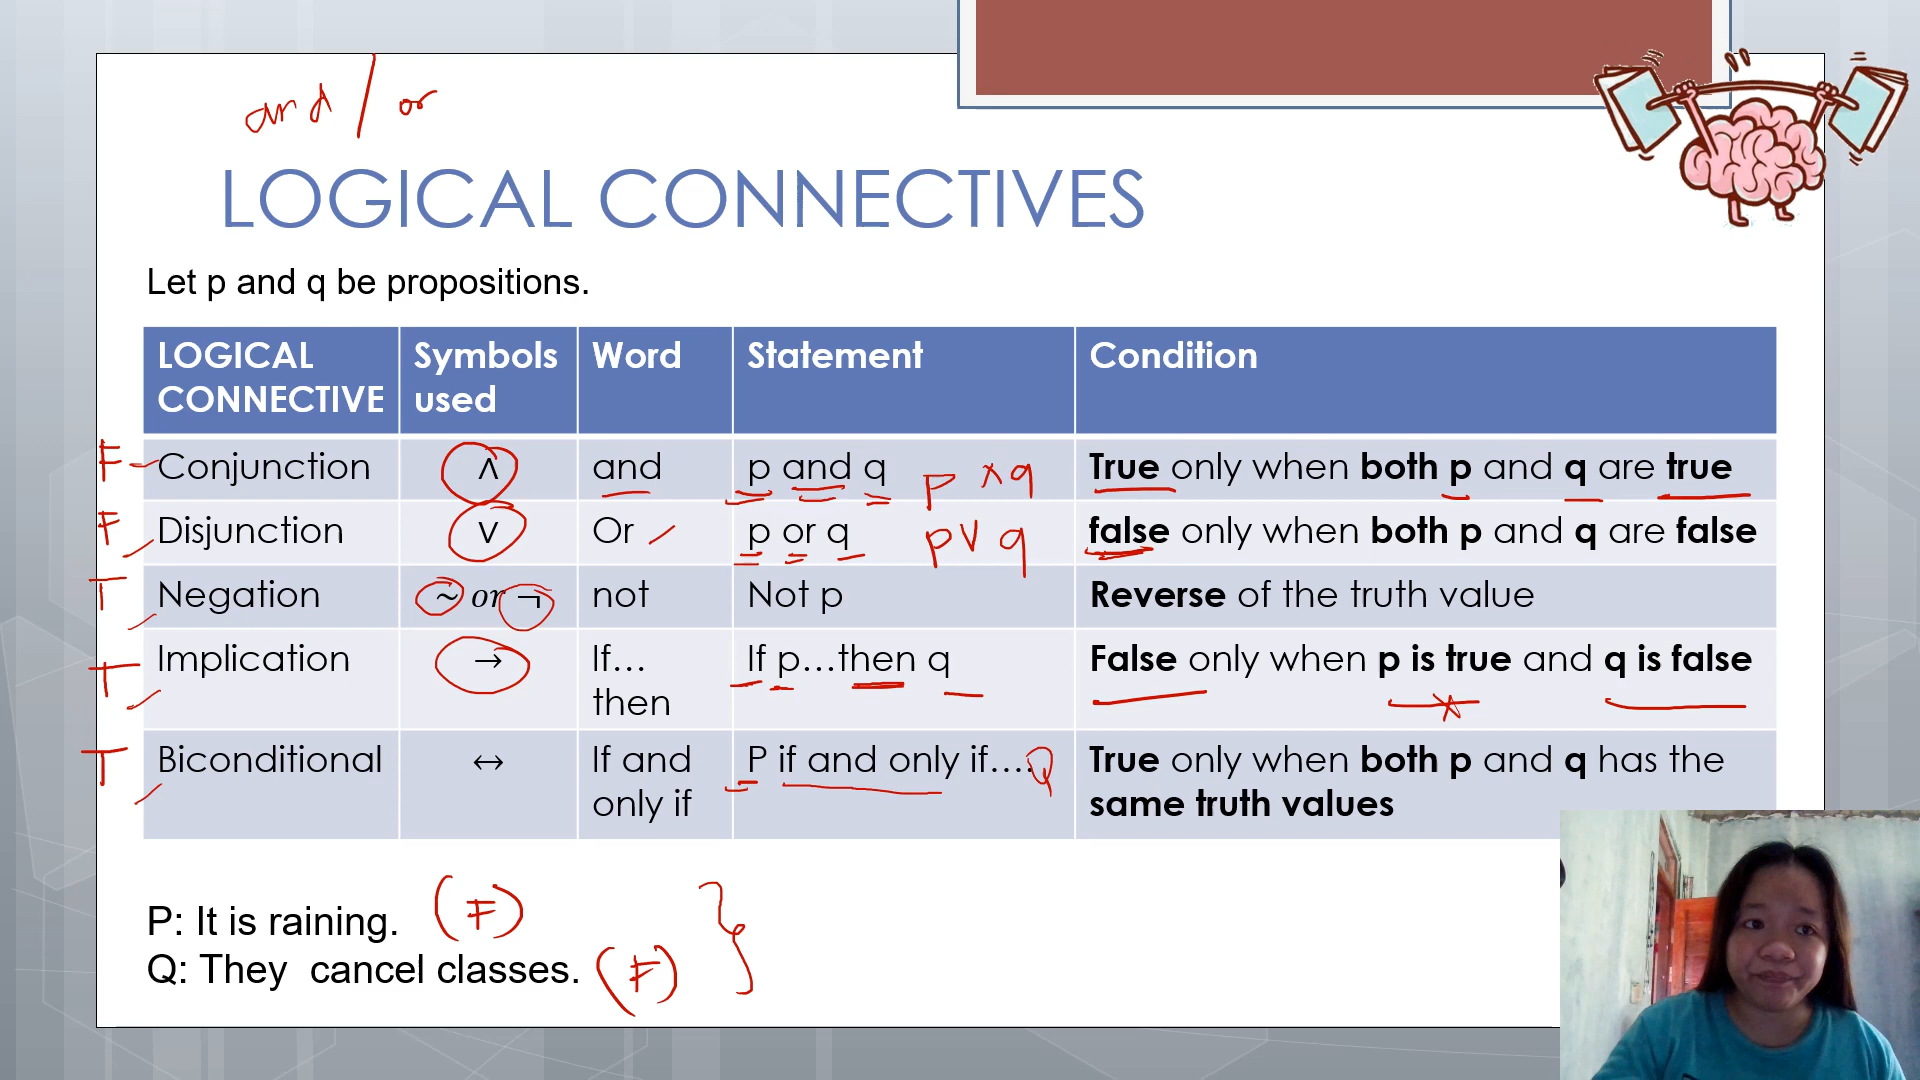 and / or
LOGICAL CONNECTIVES
Let p and q be propositions.
LOGICAL CONNECTIVE Symbols used Word Statement Condition
F Conjunction ∧ and p and q p ∧ q True only when both p and q are true
F Disjunction ∨ Or p or q p ∨ q false only when both p and q are false
T Negation ~ or ¬ not Not p Reverse of the truth value
T Implication → If… then If p…then q False only when p is true and q is false
T Biconditional ↔ If and only if P if and only if…. Q True only when both p and q has the same truth values
P: It is raining. (F)
Q: They cancel classes. (F)